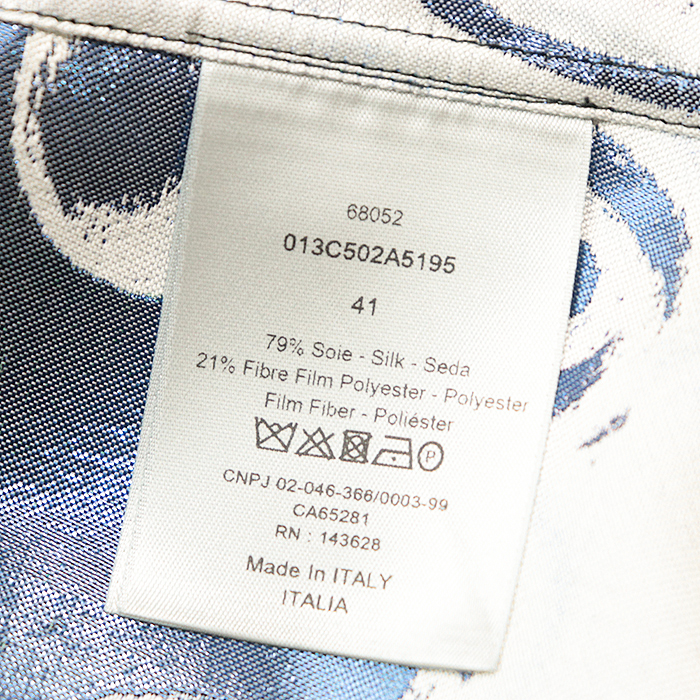 68052
013C502A5195
41
79% Soie - Silk - Seda
21% Fibre Film Polyester - Polyester
Film Fiber - Poliéster
P
CNPJ 02-046-366/0003-99
CA65281
RN : 143628
Made In ITALY
ITALIA